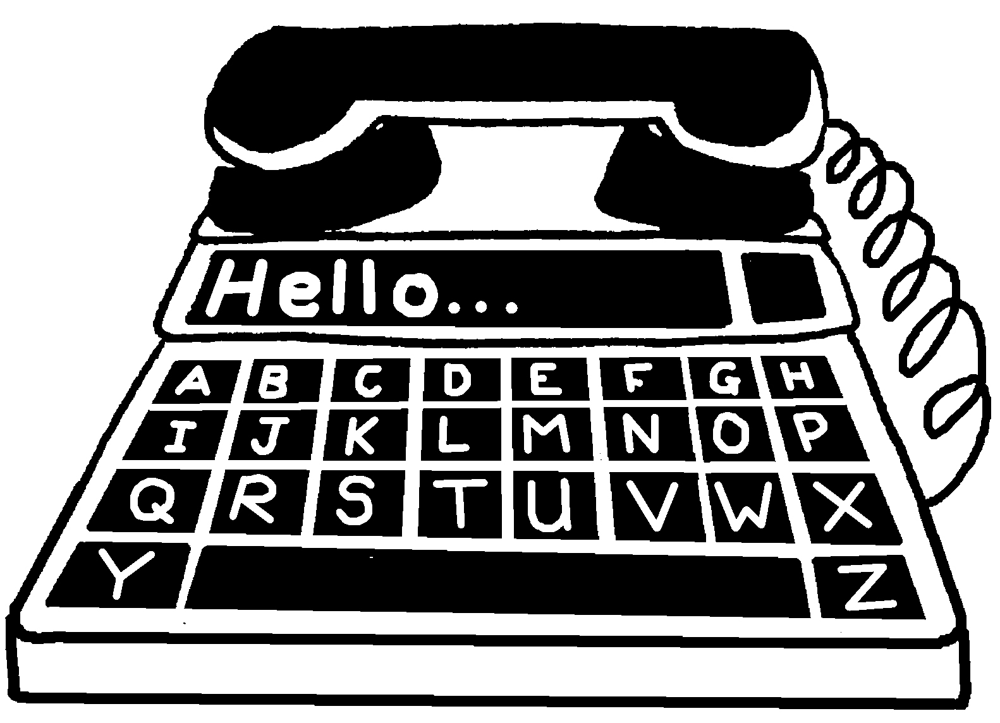 Hello...
A B C D E F G H
I J K L M N O P
Q R S T U V W X
Y Z